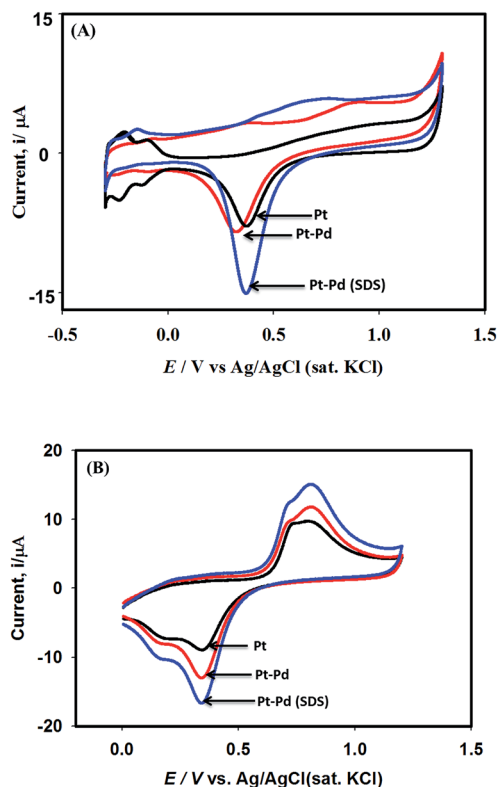 (A)
15
0
-15
Current, i/ µA
Pt
Pt-Pd
Pt-Pd (SDS)
-0.5 0.0 0.5 1.0 1.5
E / V vs Ag/AgCl (sat. KCl)
(B)
20
10
0
-10
-20
Current, i/µA
Pt
Pt-Pd
Pt-Pd (SDS)
0.0 0.5 1.0 1.5
E / V vs. Ag/AgCl(sat. KCl)